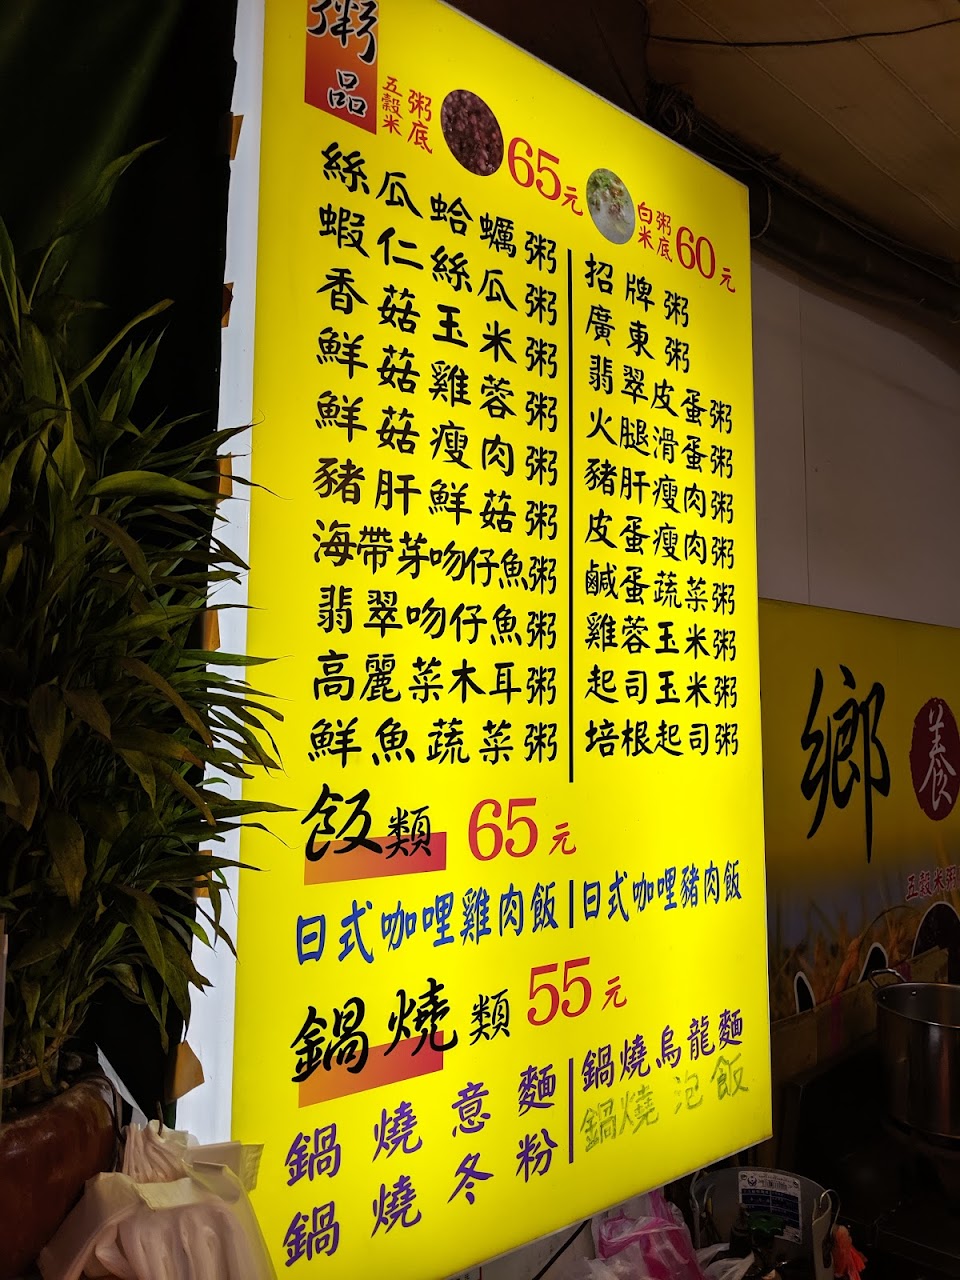 粥品
五穀米 粥底 65元
白米 粥底 60元
絲瓜蛤蠣粥
蝦仁絲瓜粥
香菇玉米粥
鮮菇雞蓉粥
鮮菇瘦肉粥
豬肝鮮菇粥
海帶芽吻仔魚粥
翡翠吻仔魚粥
高麗菜木耳粥
鮮魚蔬菜粥
招牌粥
廣東粥
翡翠皮蛋粥
火腿滑蛋粥
豬肝瘦肉粥
皮蛋瘦肉粥
鹹蛋蔬菜粥
雞蓉玉米粥
起司玉米粥
培根起司粥
飯類 65元
日式咖哩雞肉飯
日式咖哩豬肉飯
鍋燒類 55元
鍋燒意麵
鍋燒冬粉
鍋燒烏龍麵
鍋燒泡飯
鄉
養
五穀米粥